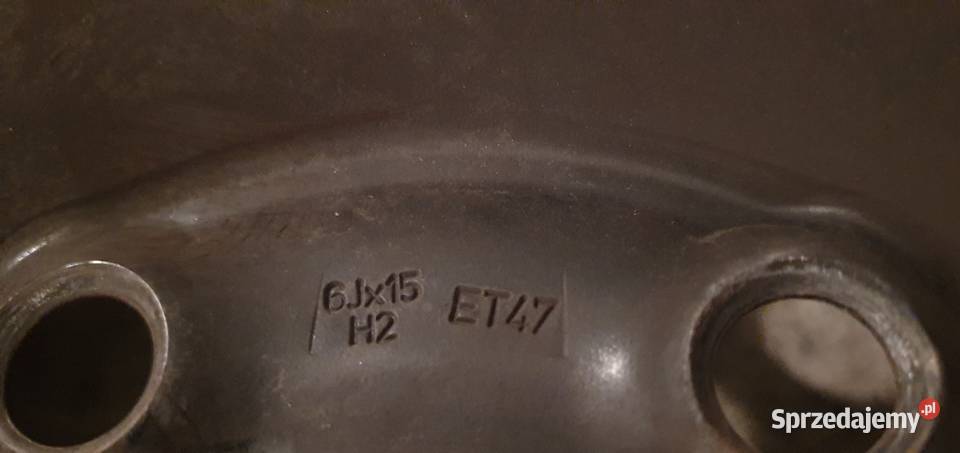 6Jx15
H2
ET47
Sprzedajemy.pl